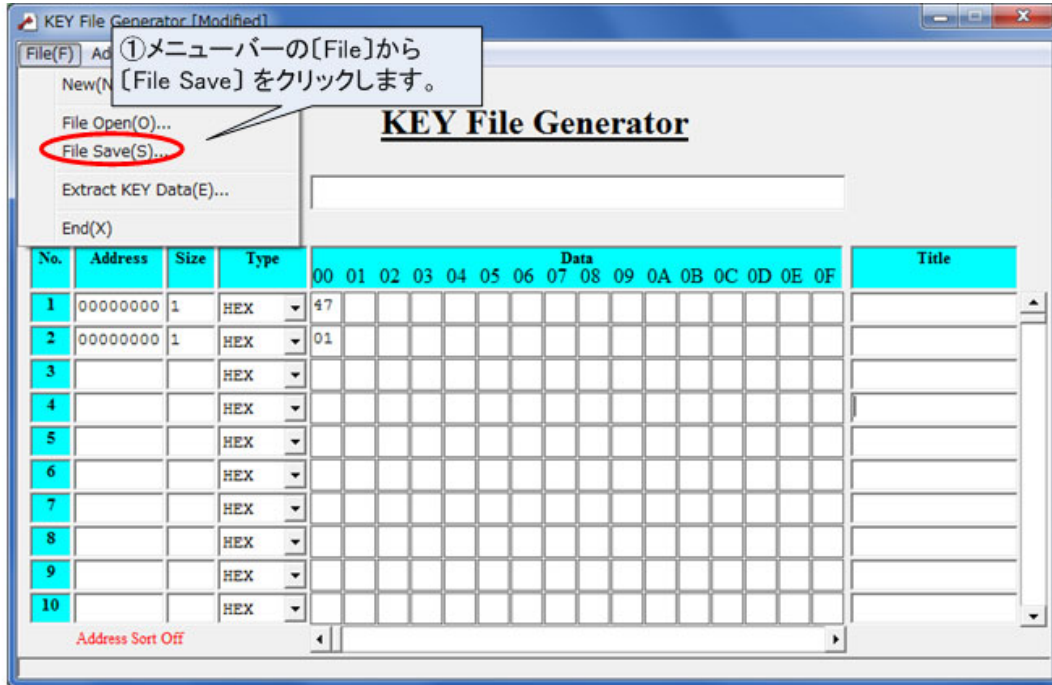 KEY File Generator [Modified]
File(F) Ad
①メニューバーの〔File〕から
〔File Save〕をクリックします。
New(N
File Open(O)...
File Save(S)...
Extract KEY Data(E)...
End(X)
KEY File Generator
No. Address Size Type Data Title
00 01 02 03 04 05 06 07 08 09 0A 0B 0C 0D 0E 0F
1 00000000 1 HEX 47
2 00000000 1 HEX 01
3 HEX
4 HEX
5 HEX
6 HEX
7 HEX
8 HEX
9 HEX
10 HEX
Address Sort Off